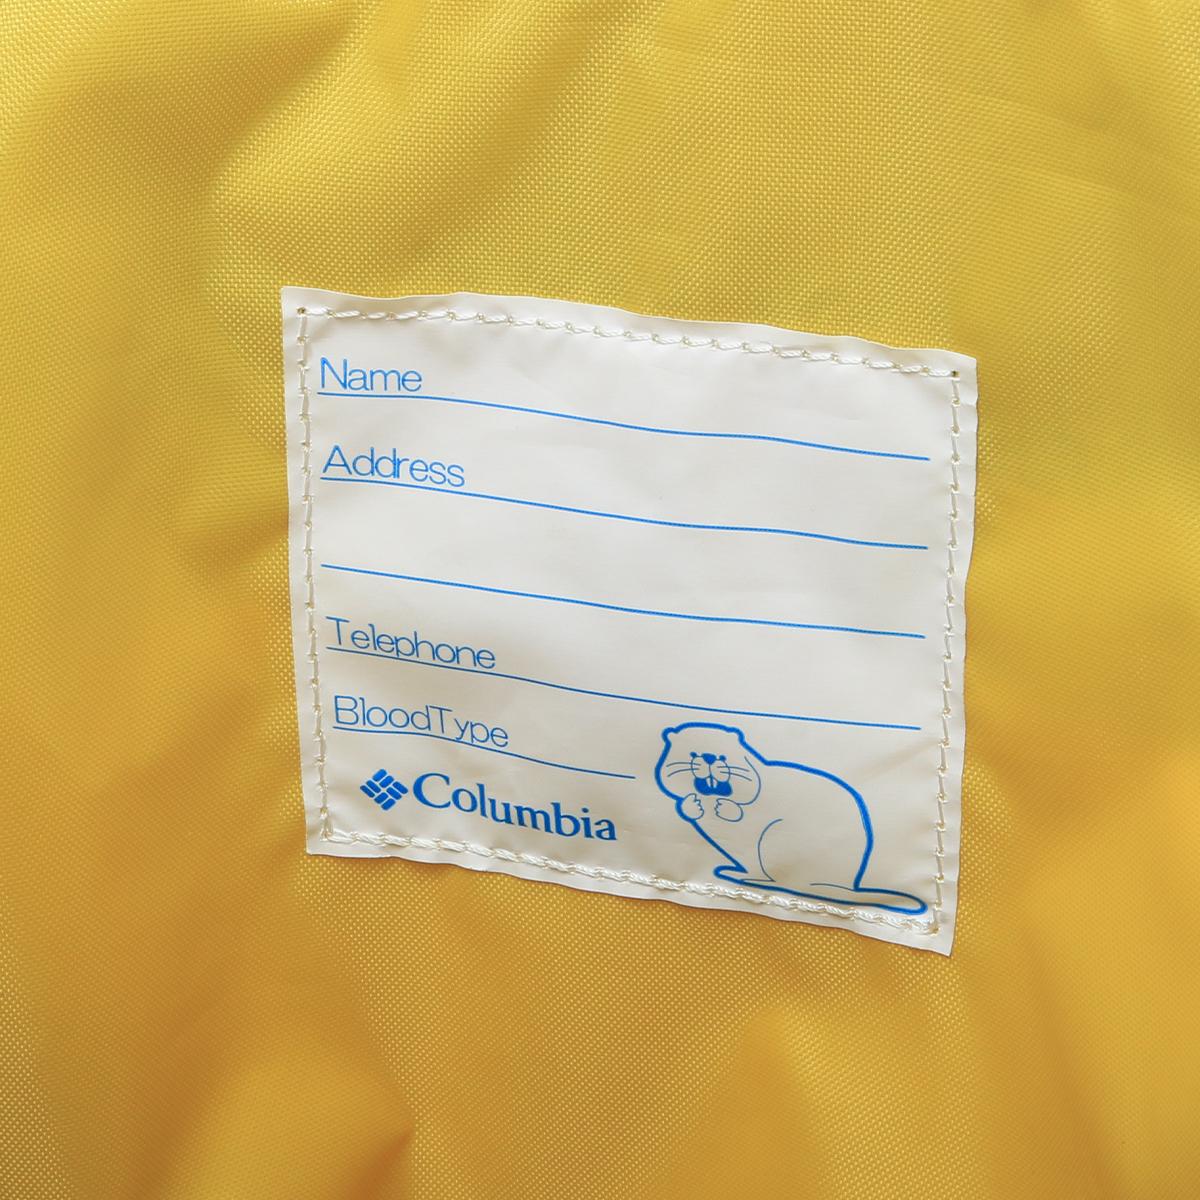 Name
Address
Telephone
BloodType
Columbia